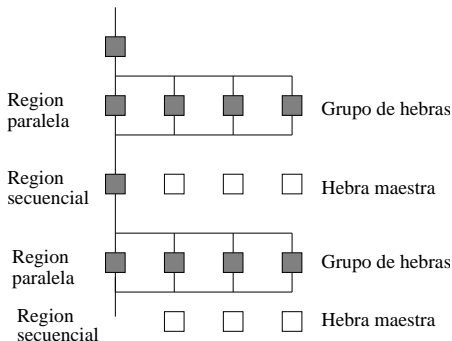 Region
paralela
Grupo de hebras
Region
secuencial
Hebra maestra
Region
paralela
Grupo de hebras
Region
secuencial
Hebra maestra